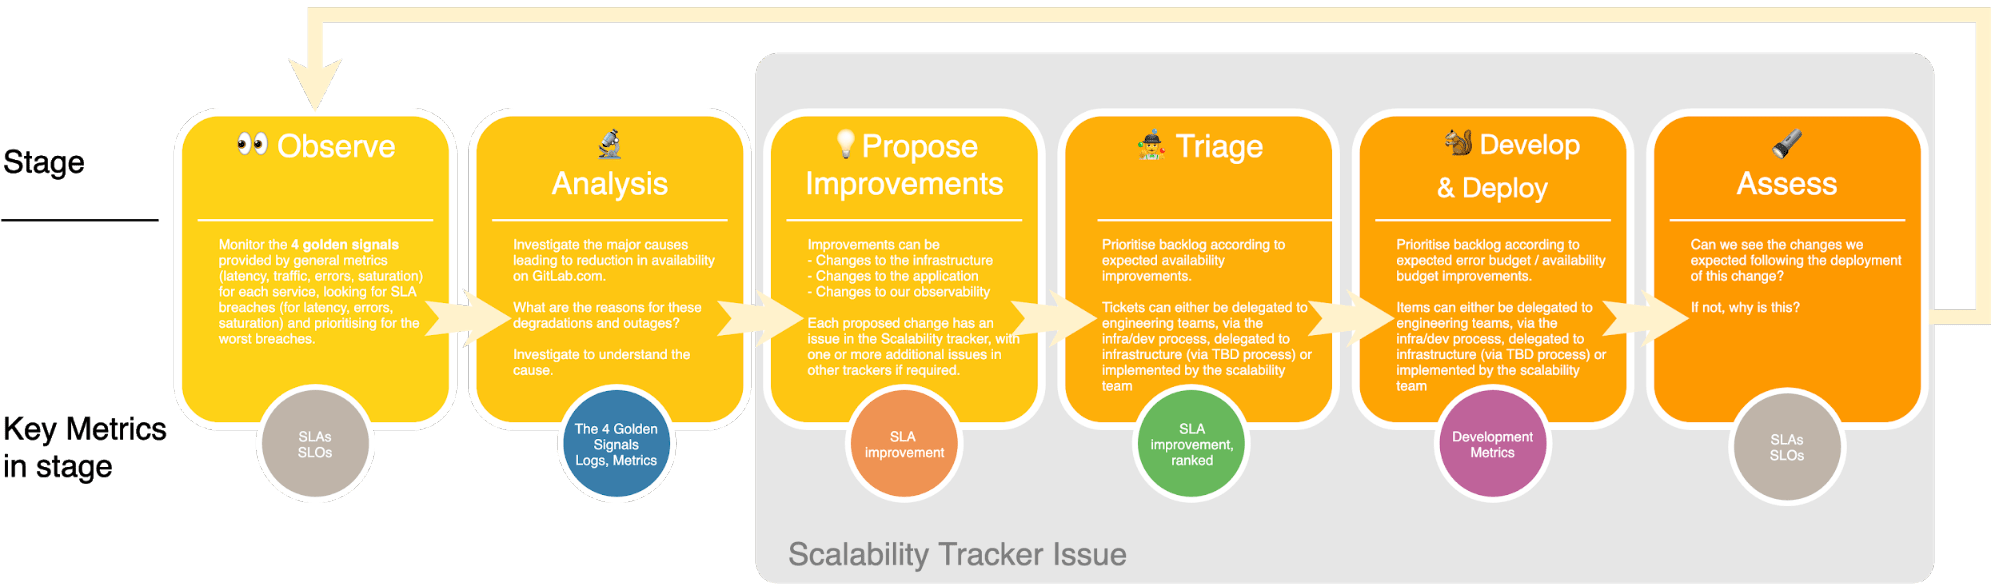 Stage
Key Metrics
in stage
Observe
Monitor the 4 golden signals
provided by general metrics
(latency, traffic, errors, saturation)
for each service, looking for SLA
breaches (for latency, errors,
saturation) and prioritising for the
worst breaches.
SLAs
SLOs
Analysis
Investigate the major causes
leading to reduction in availability
on GitLab.com.
What are the reasons for these
degradations and outages?
Investigate to understand the
cause.
The 4 Golden
Signals
Logs, Metrics
Propose
Improvements
Improvements can be
- Changes to the infrastructure
- Changes to the application
- Changes to our observability
Each proposed change has an
issue in the Scalability tracker, with
one or more additional issues in
other trackers if required.
SLA
improvement
Triage
Prioritise backlog according to
expected availability
improvements.
Tickets can either be delegated to
engineering teams, via the
infra/dev process, delegated to
infrastructure (via TBD process) or
implemented by the scalability
team
SLA
improvement,
ranked
Develop
& Deploy
Prioritise backlog according to
expected error budget / availability
budget improvements.
Items can either be delegated to
engineering teams, via the
infra/dev process, delegated to
infrastructure (via TBD process) or
implemented by the scalability
team
Development
Metrics
Assess
Can we see the changes we
expected following the deployment
of this change?
If not, why is this?
SLAs
SLOs
Scalability Tracker Issue